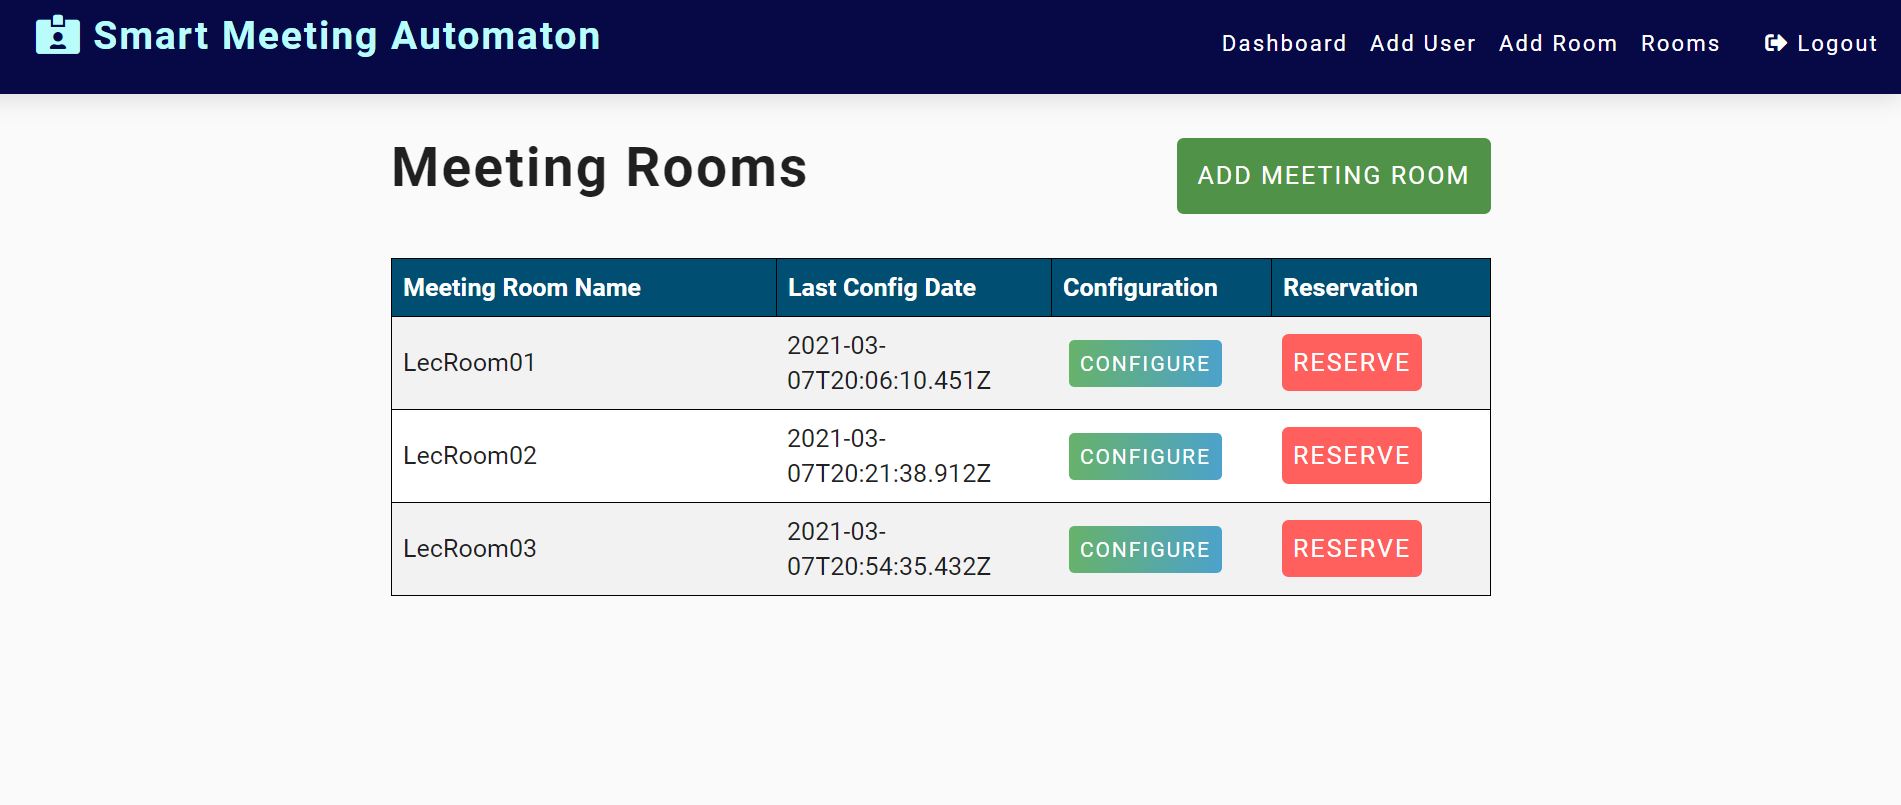 Smart Meeting Automaton
Dashboard Add User Add Room Rooms Logout
Meeting Rooms
ADD MEETING ROOM
Meeting Room Name Last Config Date Configuration Reservation
LecRoom01 2021-03-
07T20:06:10.451Z CONFIGURE RESERVE
LecRoom02 2021-03-
07T20:21:38.912Z CONFIGURE RESERVE
LecRoom03 2021-03-
07T20:54:35.432Z CONFIGURE RESERVE